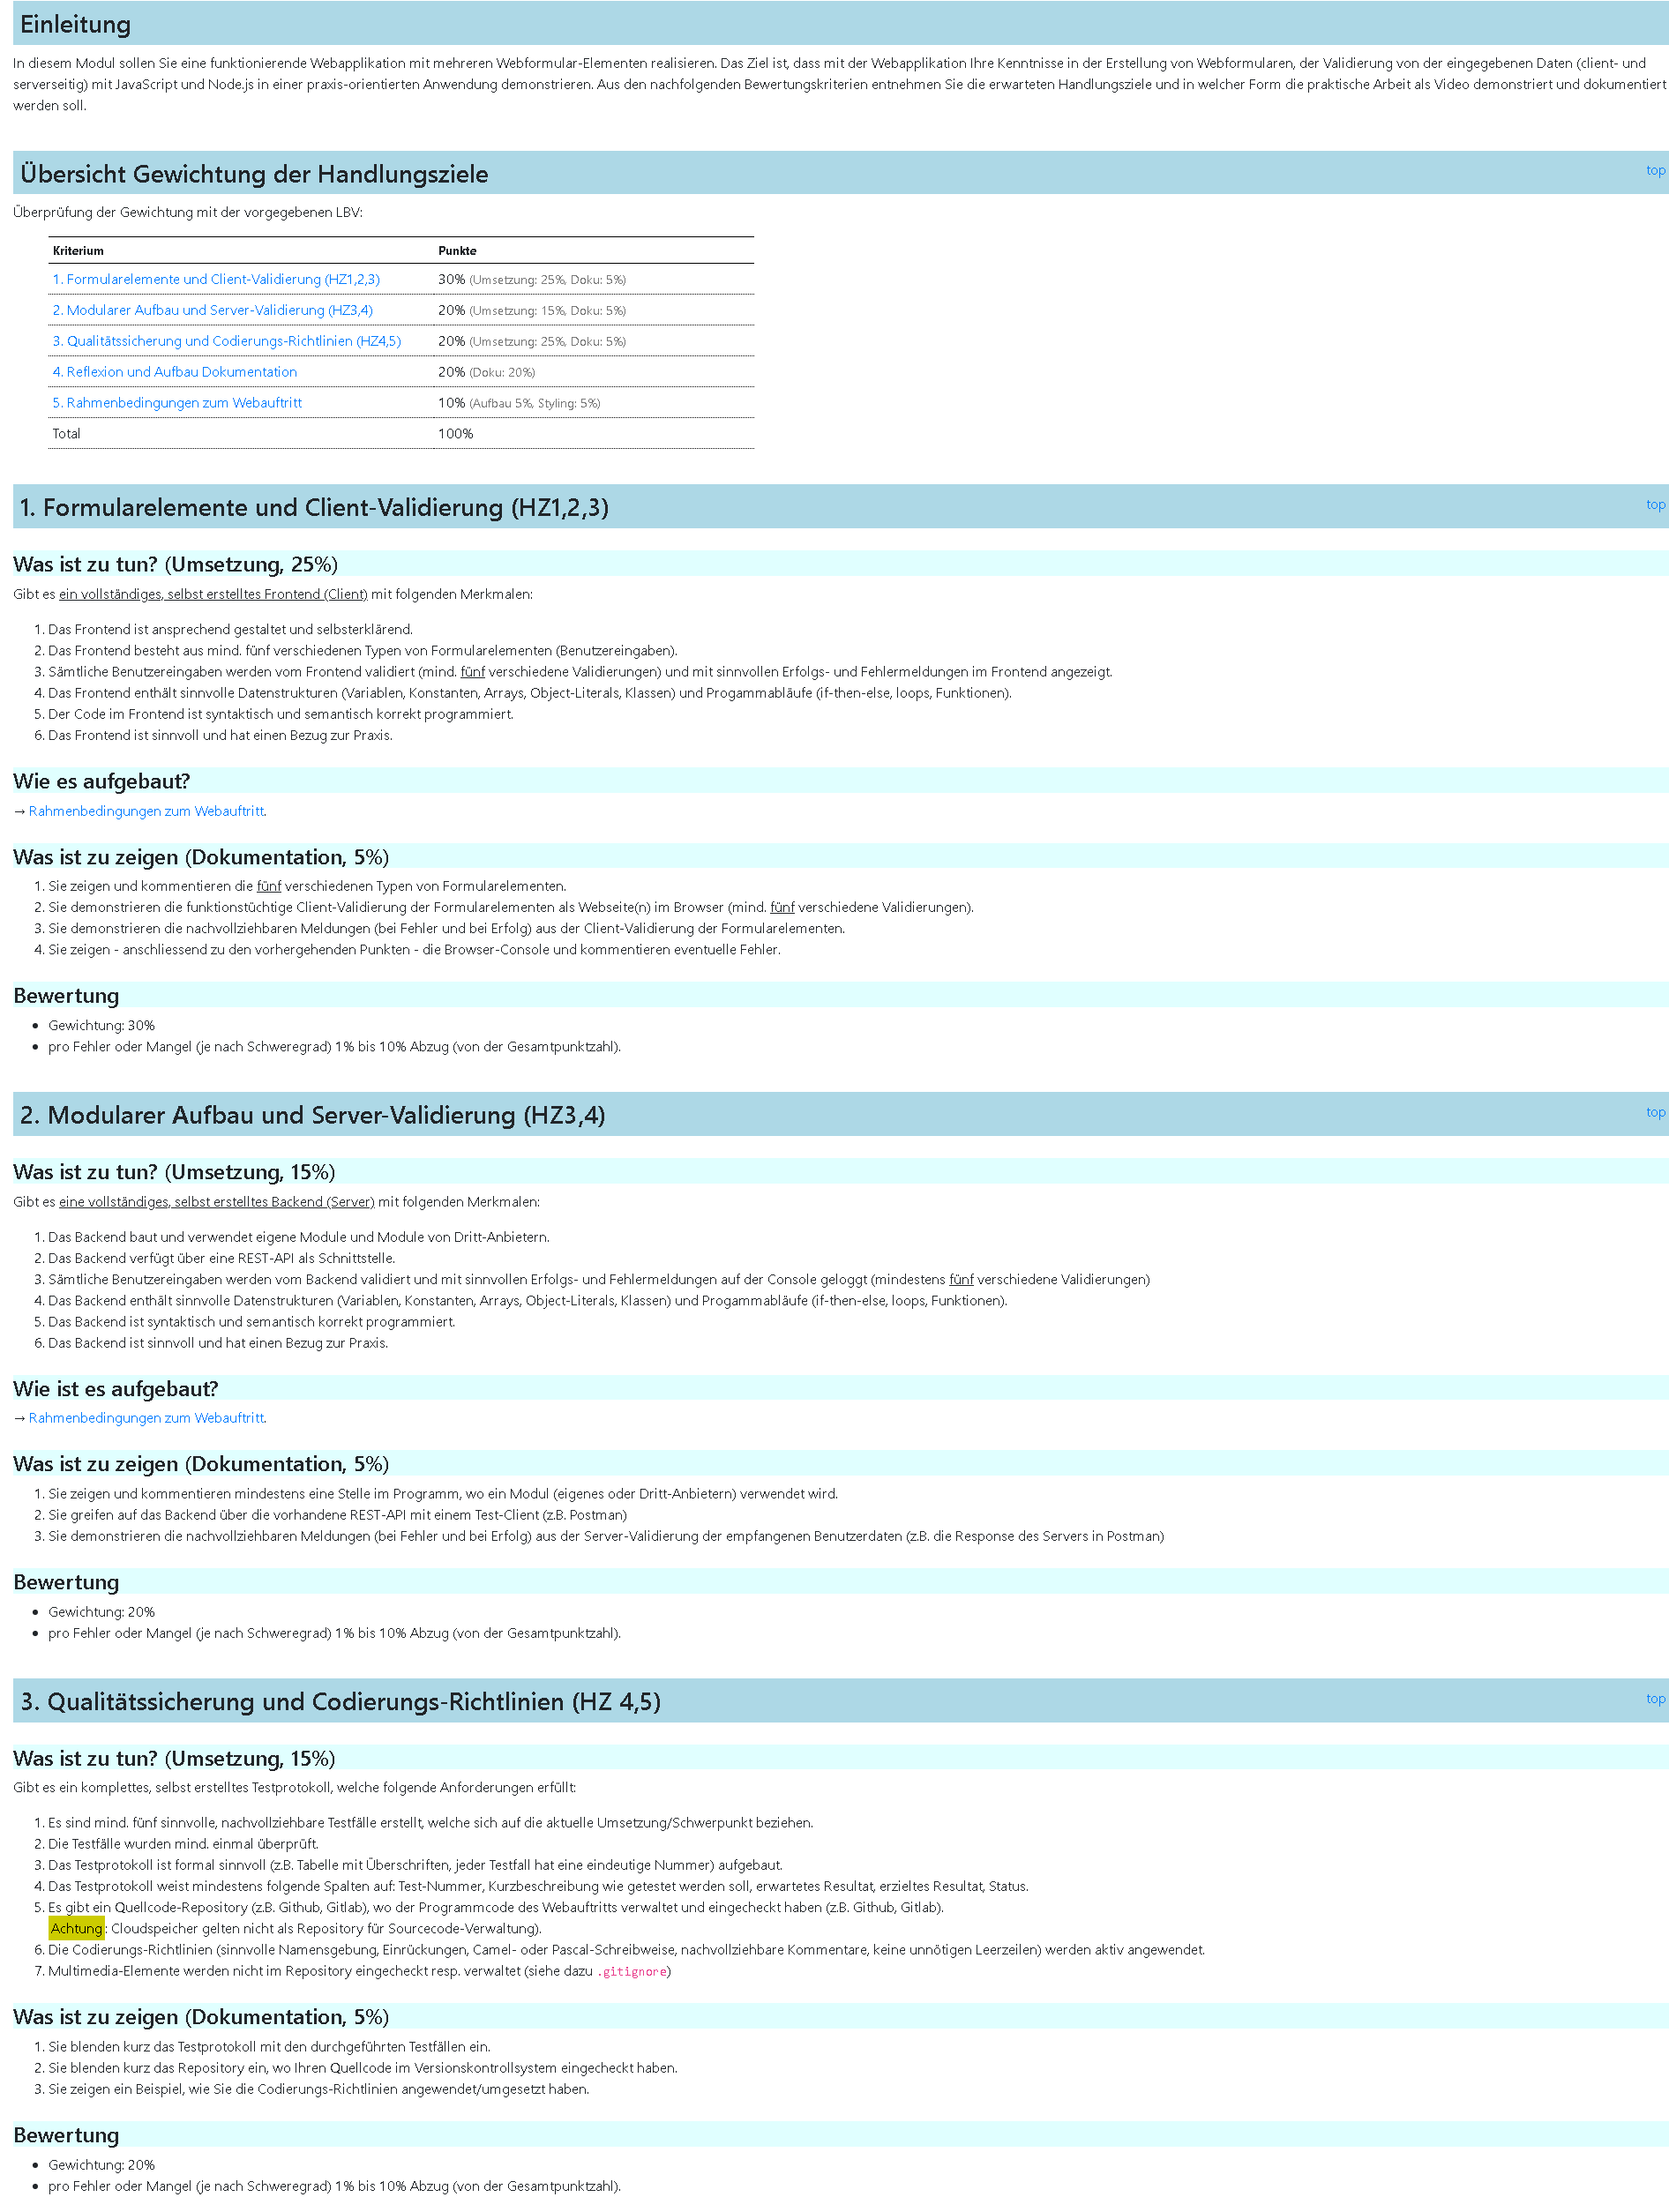 Einleitung
In diesem Modul sollen Sie eine funktionierende Webapplikation mit mehreren Webformular-Elementen realisieren. Das Ziel ist, dass mit der Webapplikation Ihre Kenntnisse in der Erstellung von Webformularen, der Validierung von der eingegebenen Daten (client- und
serverseitig) mit JavaScript und Node.js in einer praxis-orientierten Anwendung demonstrieren. Aus den nachfolgenden Bewertungskriterien entnehmen Sie die erwarteten Handlungsziele und in welcher Form die praktische Arbeit als Video demonstriert und dokumentiert
werden soll.
Übersicht Gewichtung der Handlungsziele top
Überprüfung der Gewichtung mit der vorgegebenen LBV:
Kriterium Punkte
1. Formularelemente und Client-Validierung (HZ1,2,3) 30% (Umsetzung: 25%, Doku: 5%)
2. Modularer Aufbau und Server-Validierung (HZ3,4) 20% (Umsetzung: 15%, Doku: 5%)
3. Qualitätssicherung und Codierungs-Richtlinien (HZ4,5) 20% (Umsetzung: 25%, Doku: 5%)
4. Reflexion und Aufbau Dokumentation 20% (Doku: 20%)
5. Rahmenbedingungen zum Webauftritt 10% (Aufbau 5%, Styling: 5%)
Total 100%
1. Formularelemente und Client-Validierung (HZ1,2,3) top
Was ist zu tun? (Umsetzung, 25%)
Gibt es ein vollständiges, selbst erstelltes Frontend (Client) mit folgenden Merkmalen:
1. Das Frontend ist ansprechend gestaltet und selbsterklärend.
2. Das Frontend besteht aus mind. fünf verschiedenen Typen von Formularelementen (Benutzereingaben).
3. Sämtliche Benutzereingaben werden vom Frontend validiert (mind. fünf verschiedene Validierungen) und mit sinnvollen Erfolgs- und Fehlermeldungen im Frontend angezeigt.
4. Das Frontend enthält sinnvolle Datenstrukturen (Variablen, Konstanten, Arrays, Object-Literals, Klassen) und Progammabläufe (if-then-else, loops, Funktionen).
5. Der Code im Frontend ist syntaktisch und semantisch korrekt programmiert.
6. Das Frontend ist sinnvoll und hat einen Bezug zur Praxis.
Wie es aufgebaut?
→ Rahmenbedingungen zum Webauftritt.
Was ist zu zeigen (Dokumentation, 5%)
1. Sie zeigen und kommentieren die fünf verschiedenen Typen von Formularelementen.
2. Sie demonstrieren die funktionstüchtige Client-Validierung der Formularelementen als Webseite(n) im Browser (mind. fünf verschiedene Validierungen).
3. Sie demonstrieren die nachvollziehbaren Meldungen (bei Fehler und bei Erfolg) aus der Client-Validierung der Formularelementen.
4. Sie zeigen - anschliessend zu den vorhergehenden Punkten - die Browser-Console und kommentieren eventuelle Fehler.
Bewertung
• Gewichtung: 30%
• pro Fehler oder Mangel (je nach Schweregrad) 1% bis 10% Abzug (von der Gesamtpunktzahl).
2. Modularer Aufbau und Server-Validierung (HZ3,4) top
Was ist zu tun? (Umsetzung, 15%)
Gibt es eine vollständiges, selbst erstelltes Backend (Server) mit folgenden Merkmalen:
1. Das Backend baut und verwendet eigene Module und Module von Dritt-Anbietern.
2. Das Backend verfügt über eine REST-API als Schnittstelle.
3. Sämtliche Benutzereingaben werden vom Backend validiert und mit sinnvollen Erfolgs- und Fehlermeldungen auf der Console geloggt (mindestens fünf verschiedene Validierungen)
4. Das Backend enthält sinnvolle Datenstrukturen (Variablen, Konstanten, Arrays, Object-Literals, Klassen) und Progammabläufe (if-then-else, loops, Funktionen).
5. Das Backend ist syntaktisch und semantisch korrekt programmiert.
6. Das Backend ist sinnvoll und hat einen Bezug zur Praxis.
Wie ist es aufgebaut?
→ Rahmenbedingungen zum Webauftritt.
Was ist zu zeigen (Dokumentation, 5%)
1. Sie zeigen und kommentieren mindestens eine Stelle im Programm, wo ein Modul (eigenes oder Dritt-Anbietern) verwendet wird.
2. Sie greifen auf das Backend über die vorhandene REST-API mit einem Test-Client (z.B. Postman)
3. Sie demonstrieren die nachvollziehbaren Meldungen (bei Fehler und bei Erfolg) aus der Server-Validierung der empfangenen Benutzerdaten (z.B. die Response des Servers in Postman)
Bewertung
• Gewichtung: 20%
• pro Fehler oder Mangel (je nach Schweregrad) 1% bis 10% Abzug (von der Gesamtpunktzahl).
3. Qualitätssicherung und Codierungs-Richtlinien (HZ 4,5) top
Was ist zu tun? (Umsetzung, 15%)
Gibt es ein komplettes, selbst erstelltes Testprotokoll, welche folgende Anforderungen erfüllt:
1. Es sind mind. fünf sinnvolle, nachvollziehbare Testfälle erstellt, welche sich auf die aktuelle Umsetzung/Schwerpunkt beziehen.
2. Die Testfälle wurden mind. einmal überprüft.
3. Das Testprotokoll ist formal sinnvoll (z.B. Tabelle mit Überschriften, jeder Testfall hat eine eindeutige Nummer) aufgebaut.
4. Das Testprotokoll weist mindestens folgende Spalten auf: Test-Nummer, Kurzbeschreibung wie getestet werden soll, erwartetes Resultat, erzieltes Resultat, Status.
5. Es gibt ein Quellcode-Repository (z.B. Github, Gitlab), wo der Programmcode des Webauftritts verwaltet und eingecheckt haben (z.B. Github, Gitlab).
Achtung: Cloudspeicher gelten nicht als Repository für Sourcecode-Verwaltung).
6. Die Codierungs-Richtlinien (sinnvolle Namensgebung, Einrückungen, Camel- oder Pascal-Schreibweise, nachvollziehbare Kommentare, keine unnötigen Leerzeilen) werden aktiv angewendet.
7. Multimedia-Elemente werden nicht im Repository eingecheckt resp. verwaltet (siehe dazu .gitignore)
Was ist zu zeigen (Dokumentation, 5%)
1. Sie blenden kurz das Testprotokoll mit den durchgeführten Testfällen ein.
2. Sie blenden kurz das Repository ein, wo Ihren Quellcode im Versionskontrollsystem eingecheckt haben.
3. Sie zeigen ein Beispiel, wie Sie die Codierungs-Richtlinien angewendet/umgesetzt haben.
Bewertung
• Gewichtung: 20%
• pro Fehler oder Mangel (je nach Schweregrad) 1% bis 10% Abzug (von der Gesamtpunktzahl).